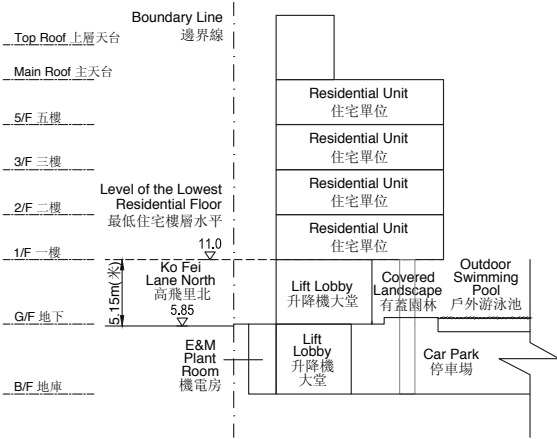 Boundary Line
邊界線
Top Roof 上層天台
Main Roof 主天台
5/F 五樓
3/F 三樓
2/F 二樓
1/F 一樓
G/F 地下
B/F 地庫
Residential Unit
住宅單位
Residential Unit
住宅單位
Residential Unit
住宅單位
Residential Unit
住宅單位
Level of the Lowest
Residential Floor
最低住宅樓層水平
11.0
5.15m(米)
Ko Fei
Lane North
高飛里北
5.85
Lift Lobby
升降機大堂
Covered
Landscape
有蓋園林
Outdoor
Swimming
Pool
戶外游泳池
E&M
Plant
Room
機電房
Lift
Lobby
升降機
大堂
Car Park
停車場